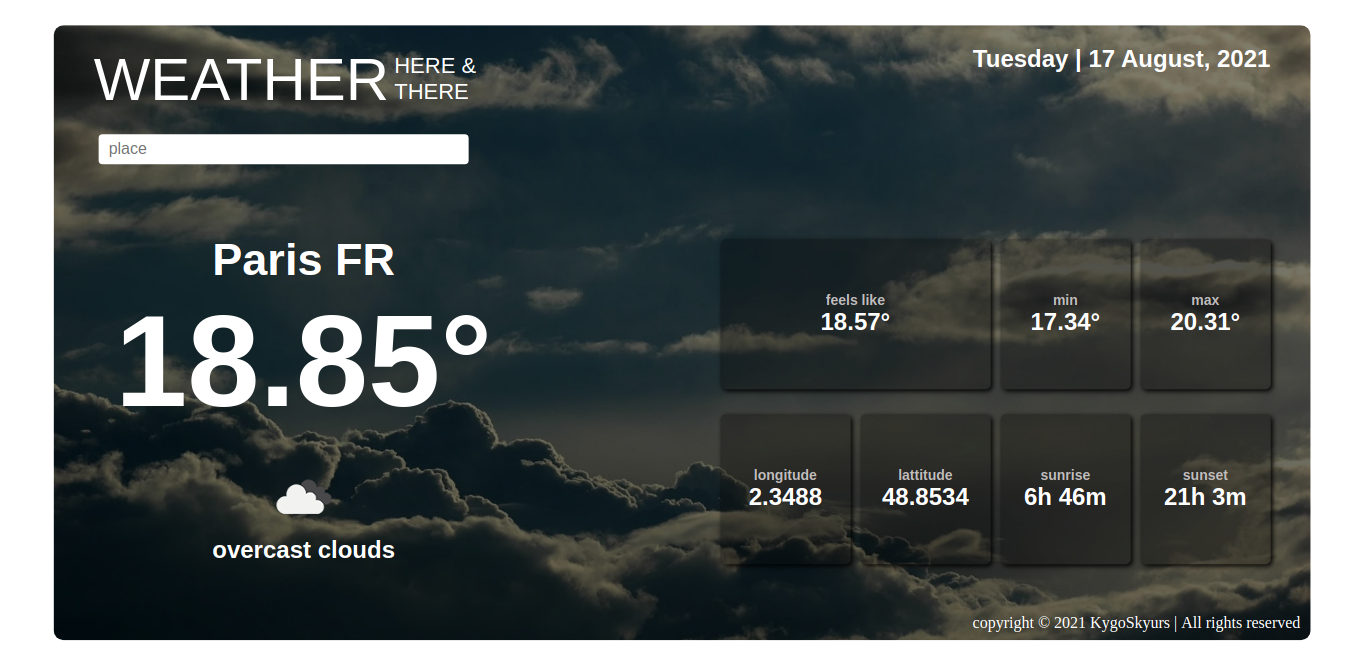 WEATHER HERE &
THERE
Tuesday | 17 August, 2021
place
Paris FR
18.85°
overcast clouds
feels like
18.57°
min
17.34°
max
20.31°
longitude
2.3488
lattitude
48.8534
sunrise
6h 46m
sunset
21h 3m
copyright © 2021 KygoSkyurs | All rights reserved